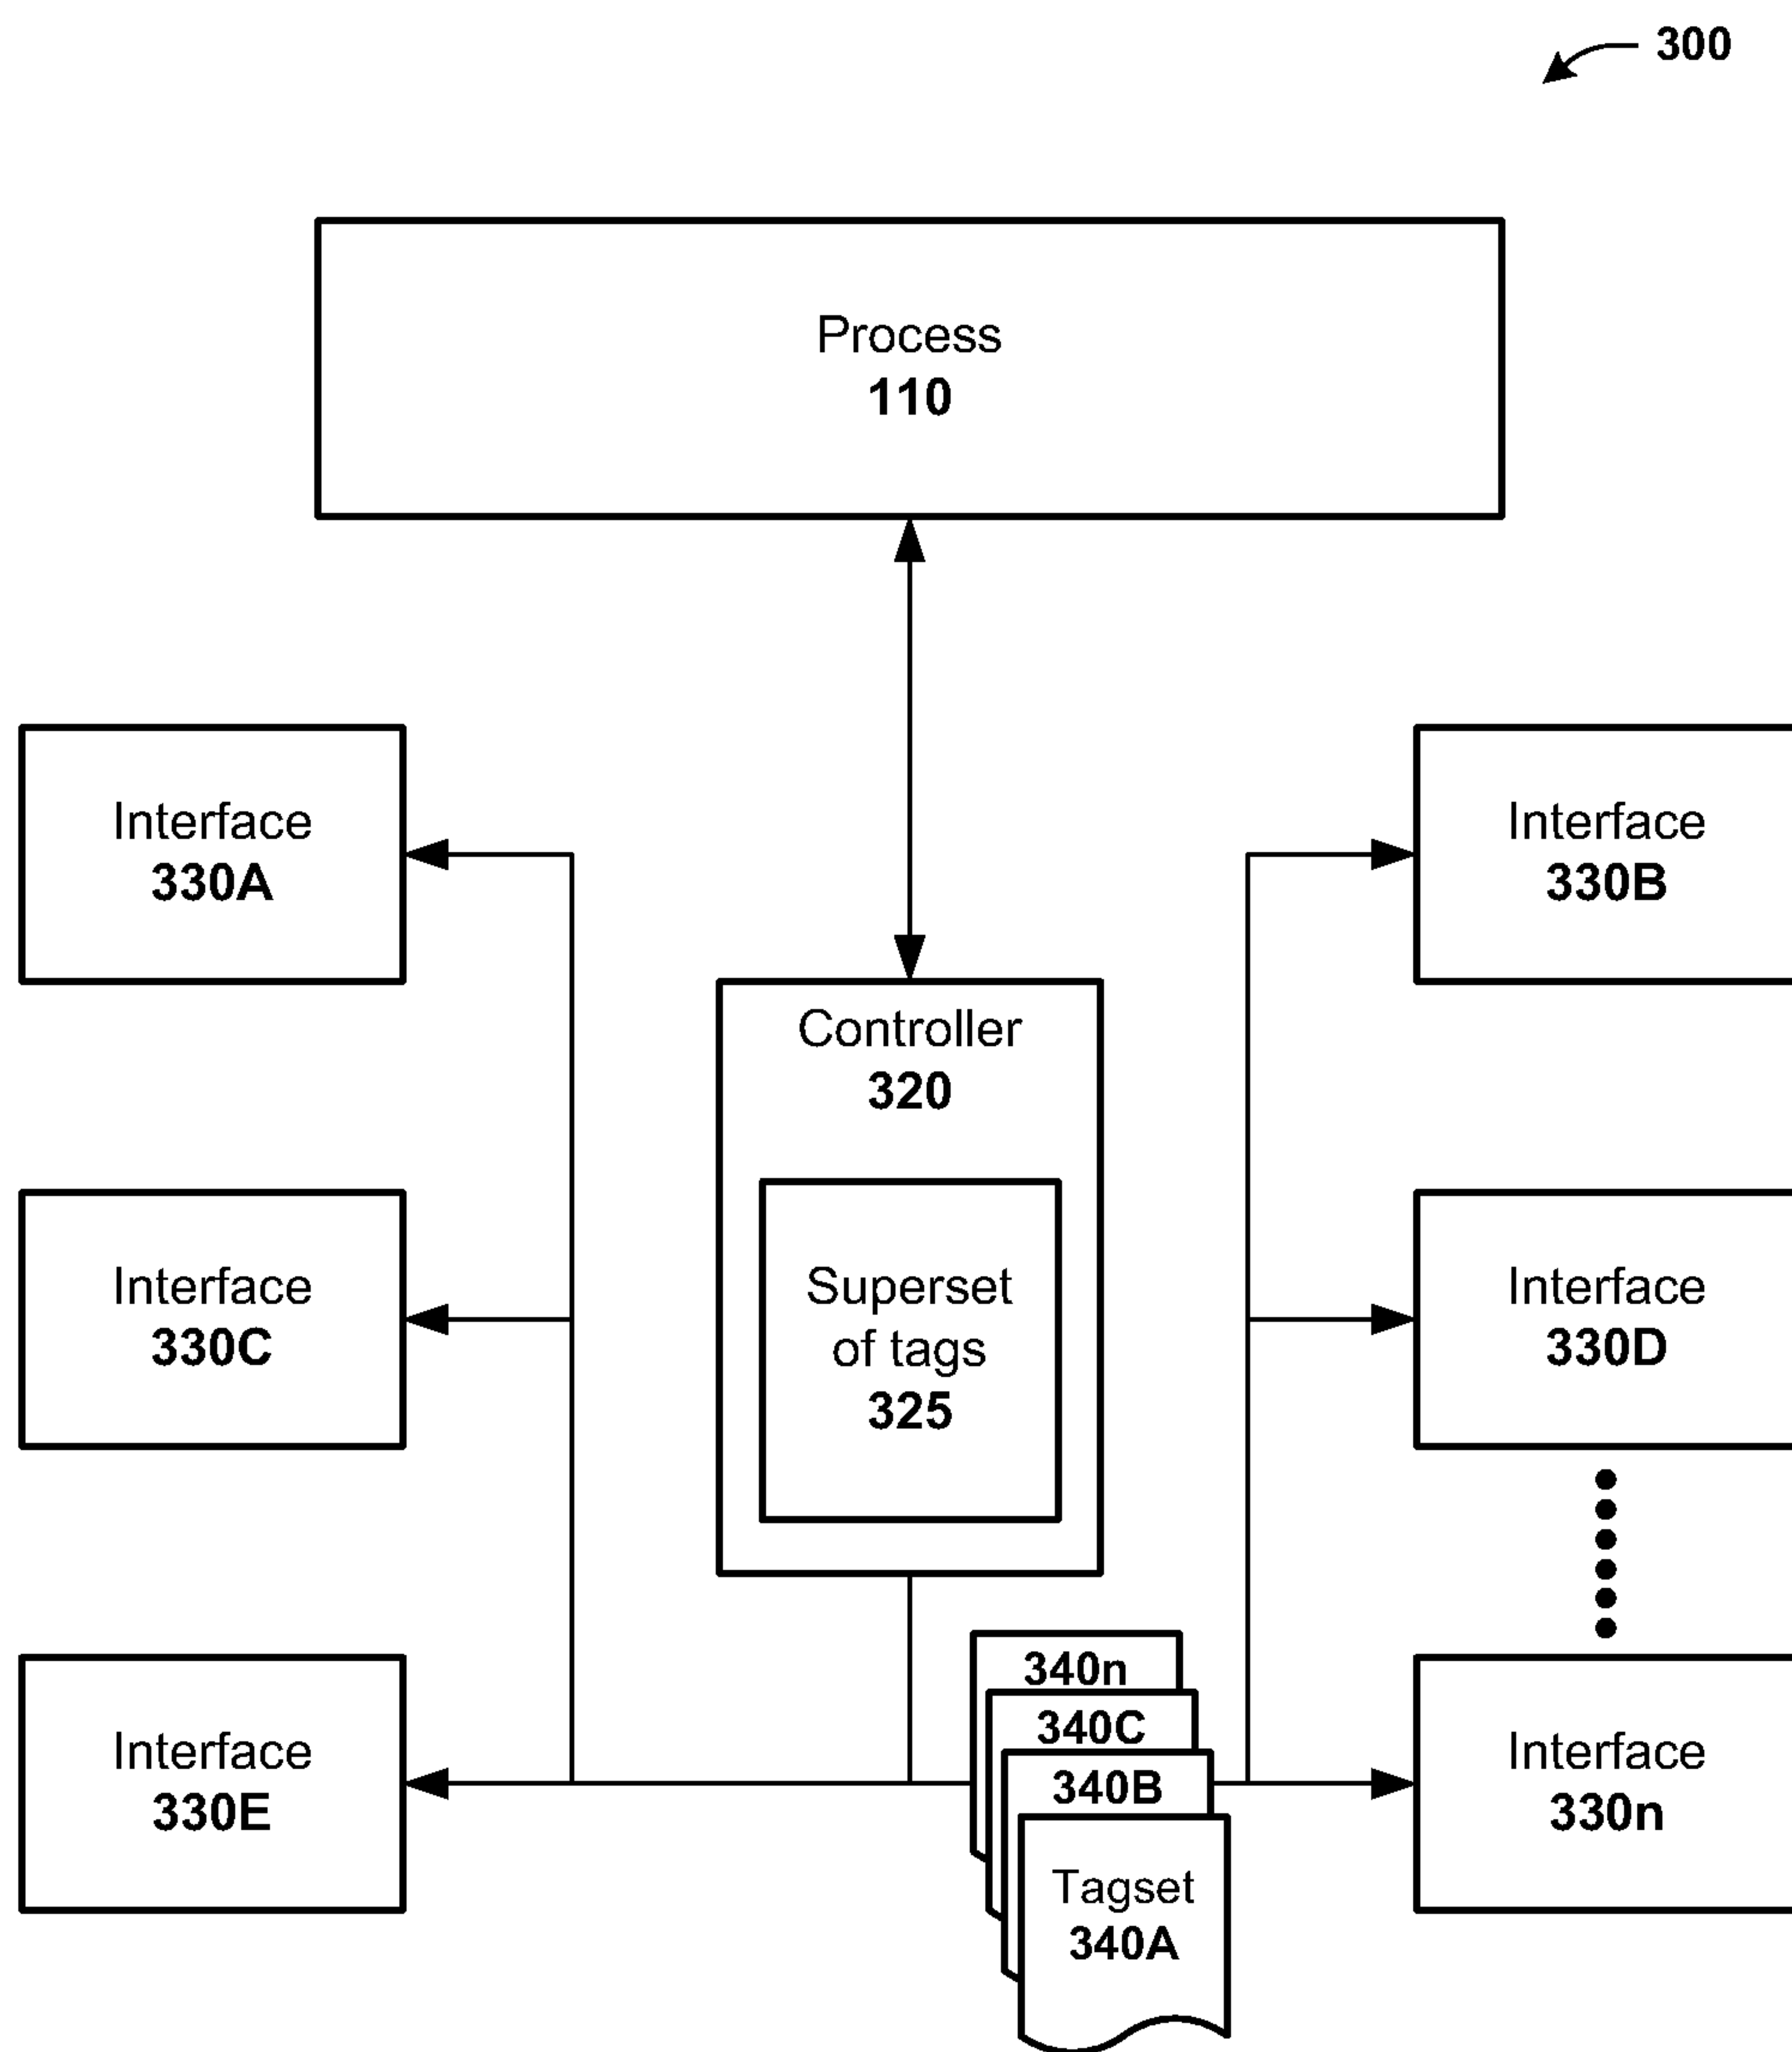 300
Process
110
Interface
330A
Interface
330B
Controller
320
Interface
330C
Superset
of tags
325
Interface
330D
340n
340C
340B
Interface
330E
Tagset
340A
Interface
330n